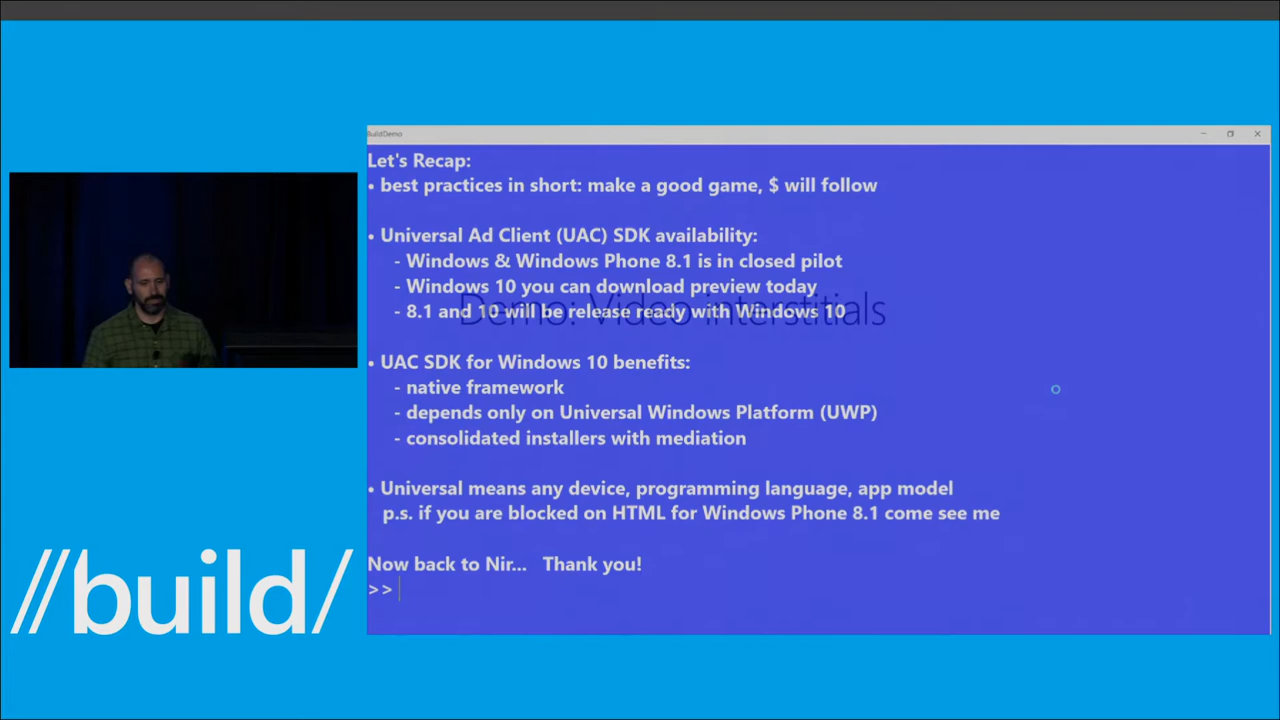 BuildDemo
Let's Recap:
• best practices in short: make a good game, $ will follow
• Universal Ad Client (UAC) SDK availability:
- Windows & Windows Phone 8.1 is in closed pilot
- Windows 10 you can download preview today
Demo: Video interstitials
- 8.1 and 10 will be release ready with Windows 10
• UAC SDK for Windows 10 benefits:
- native framework
- depends only on Universal Windows Platform (UWP)
- consolidated installers with mediation
• Universal means any device, programming language, app model
p.s. if you are blocked on HTML for Windows Phone 8.1 come see me
Now back to Nir... Thank you!
>>
//build/